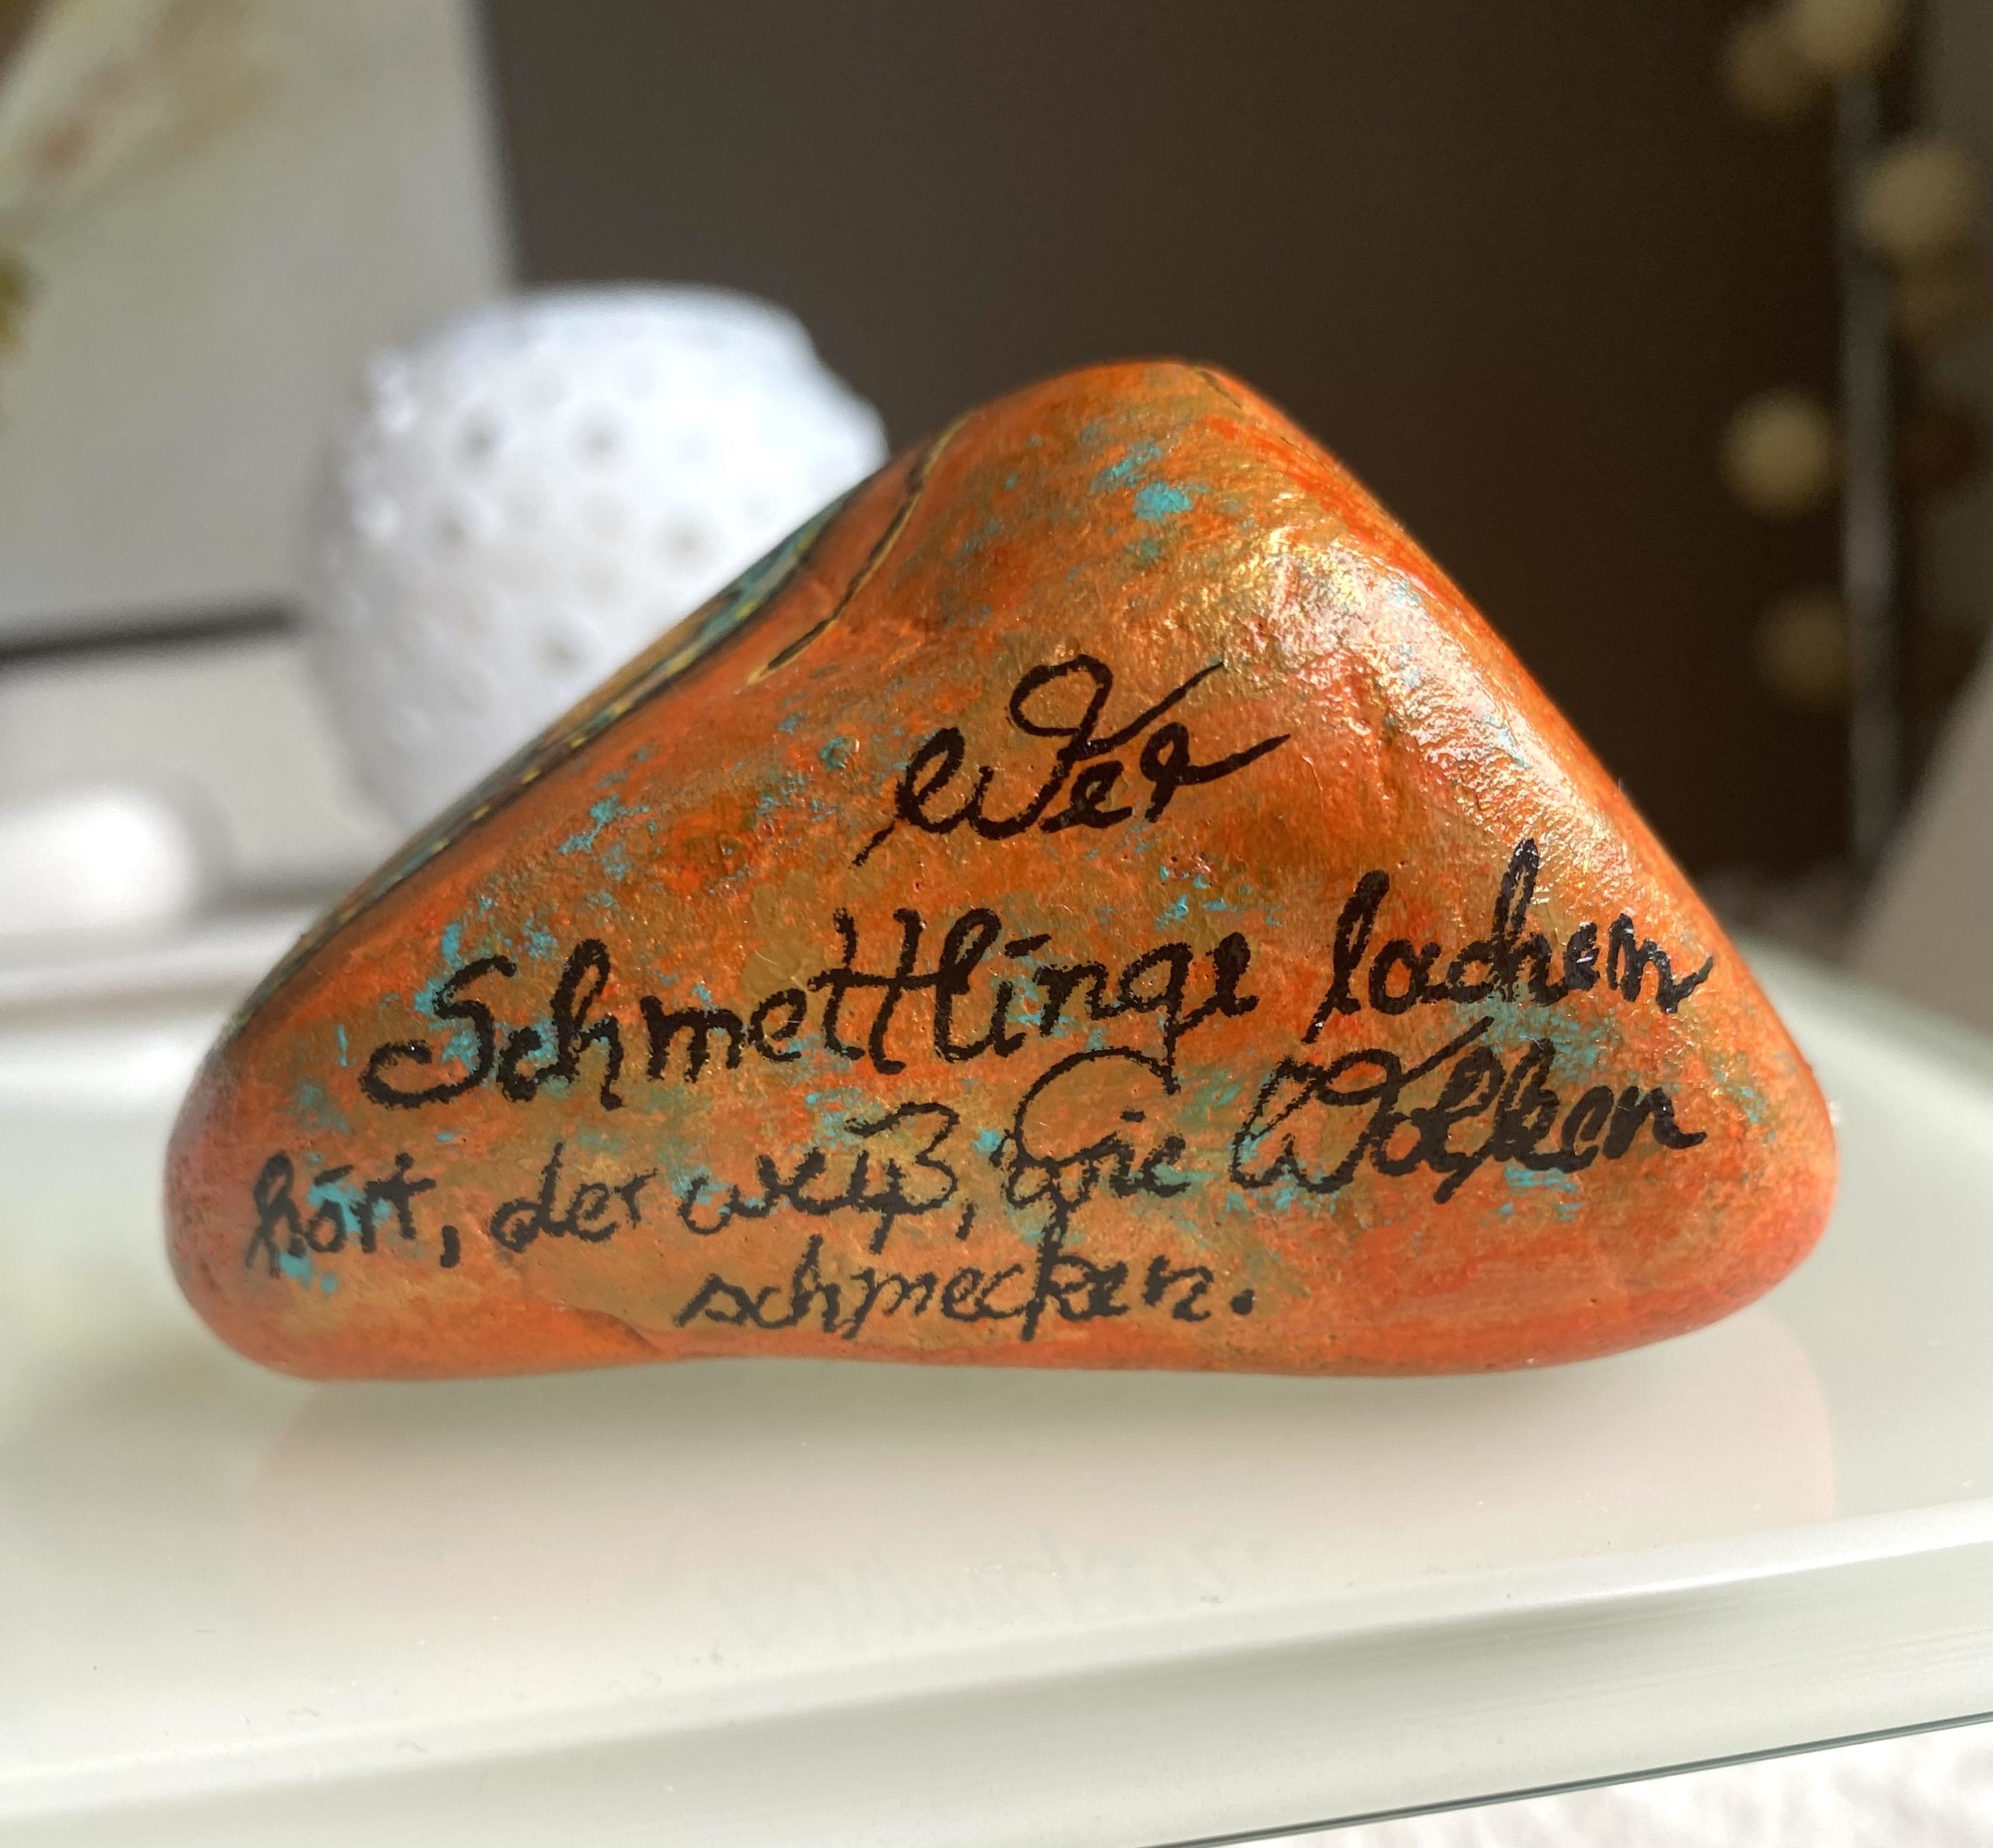 Wer
Schmettlinge lachen
hört, der weiß, wie Wolken
schmecken.